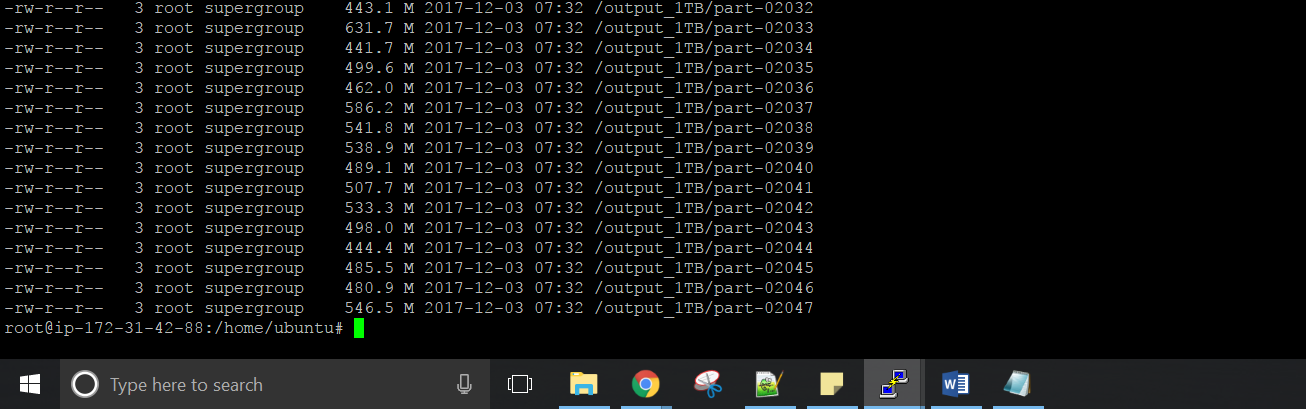 -rw-r--r--   3 root supergroup    443.1 M 2017-12-03 07:32 /output_1TB/part-02032
-rw-r--r--   3 root supergroup    631.7 M 2017-12-03 07:32 /output_1TB/part-02033
-rw-r--r--   3 root supergroup    441.7 M 2017-12-03 07:32 /output_1TB/part-02034
-rw-r--r--   3 root supergroup    499.6 M 2017-12-03 07:32 /output_1TB/part-02035
-rw-r--r--   3 root supergroup    462.0 M 2017-12-03 07:32 /output_1TB/part-02036
-rw-r--r--   3 root supergroup    586.2 M 2017-12-03 07:32 /output_1TB/part-02037
-rw-r--r--   3 root supergroup    541.8 M 2017-12-03 07:32 /output_1TB/part-02038
-rw-r--r--   3 root supergroup    538.9 M 2017-12-03 07:32 /output_1TB/part-02039
-rw-r--r--   3 root supergroup    489.1 M 2017-12-03 07:32 /output_1TB/part-02040
-rw-r--r--   3 root supergroup    507.7 M 2017-12-03 07:32 /output_1TB/part-02041
-rw-r--r--   3 root supergroup    533.3 M 2017-12-03 07:32 /output_1TB/part-02042
-rw-r--r--   3 root supergroup    498.0 M 2017-12-03 07:32 /output_1TB/part-02043
-rw-r--r--   3 root supergroup    444.4 M 2017-12-03 07:32 /output_1TB/part-02044
-rw-r--r--   3 root supergroup    485.5 M 2017-12-03 07:32 /output_1TB/part-02045
-rw-r--r--   3 root supergroup    480.9 M 2017-12-03 07:32 /output_1TB/part-02046
-rw-r--r--   3 root supergroup    546.5 M 2017-12-03 07:32 /output_1TB/part-02047
root@ip-172-31-42-88:/home/ubuntu#
Type here to search